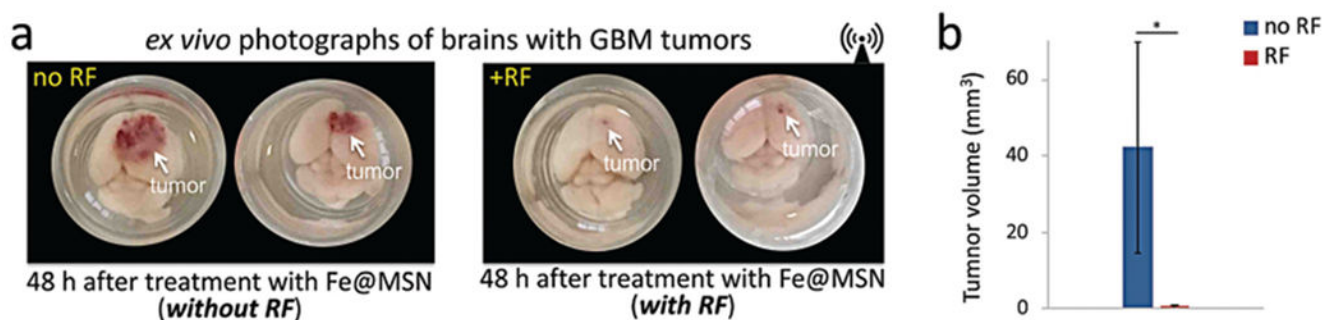 a
ex vivo photographs of brains with GBM tumors
no RF
tumor
tumor
48 h after treatment with Fe@MSN
(without RF)
+RF
tumor
tumor
48 h after treatment with Fe@MSN
(with RF)
b
no RF
RF
*
Tumnor volume (mm³)
60
40
20
0